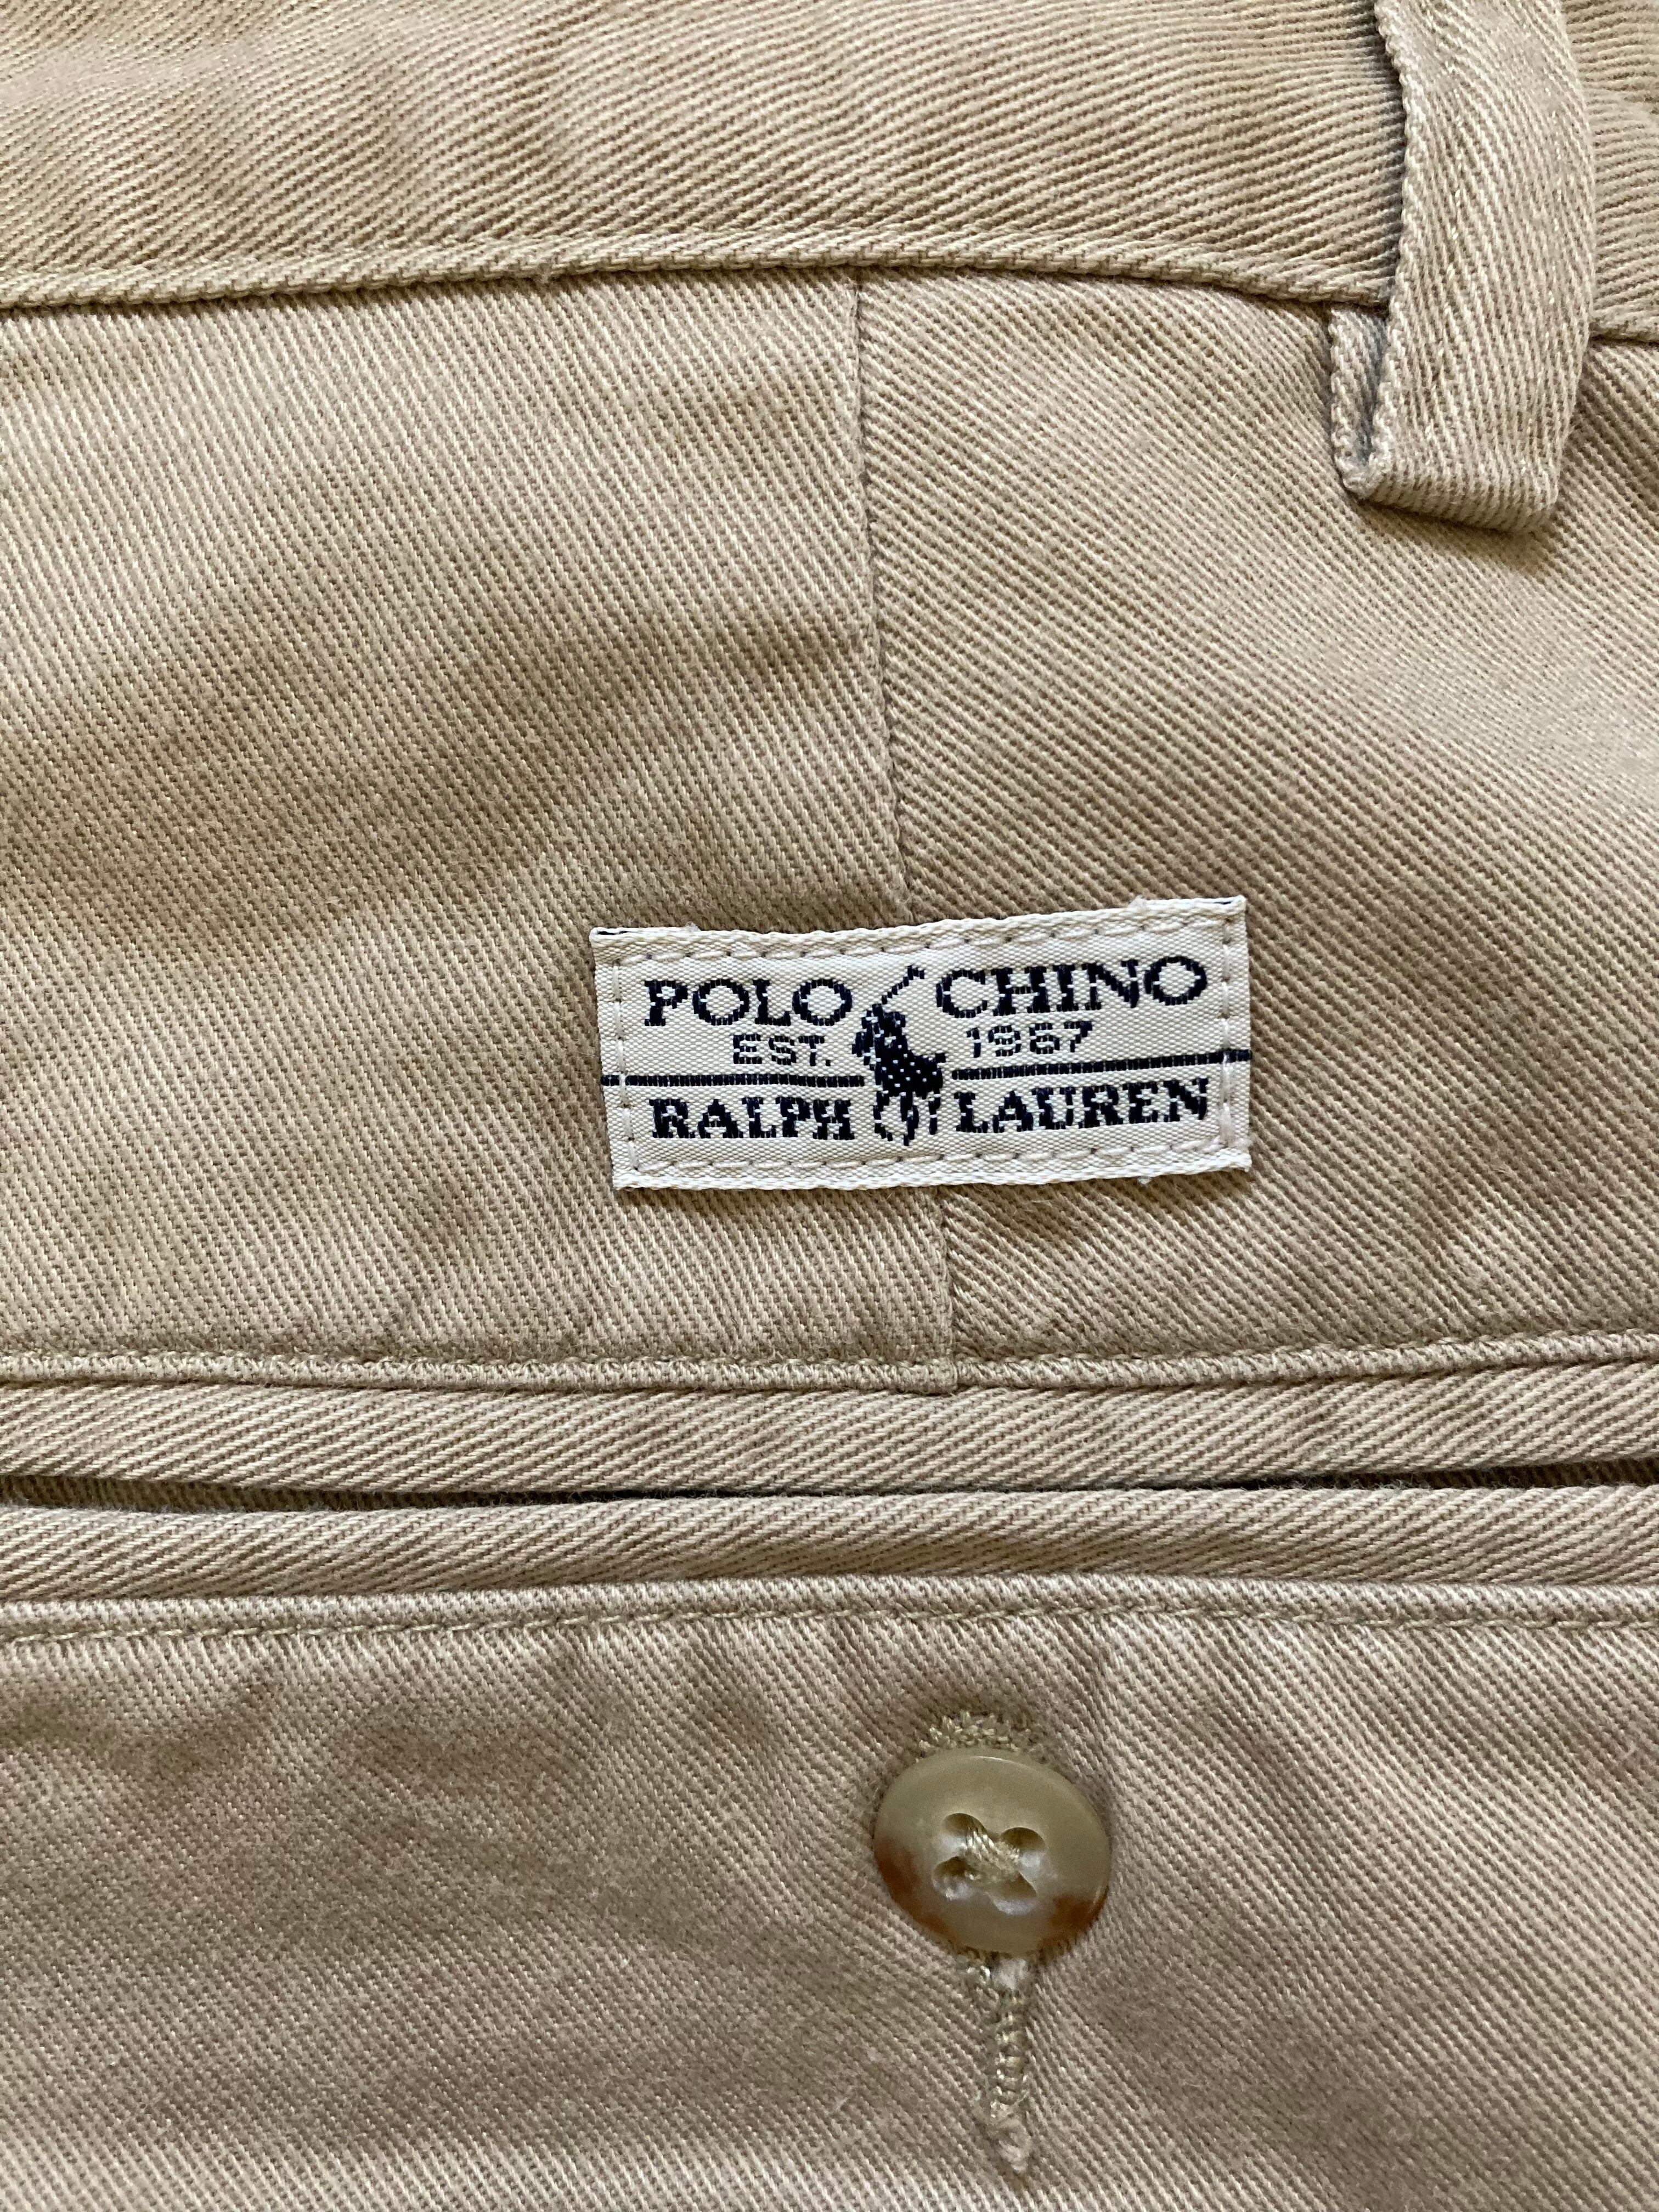 POLO CHINO
EST. 1967
RALPH LAUREN